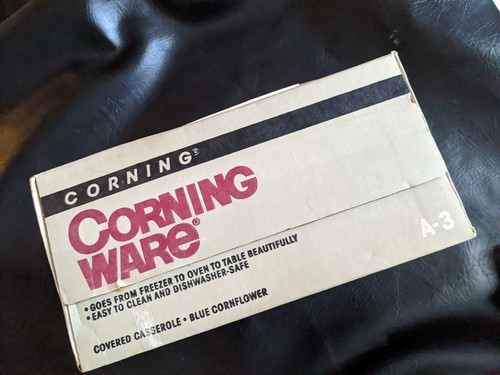 CORNING®
CORNING
WARE®
• GOES FROM FREEZER TO OVEN TO TABLE BEAUTIFULLY
• EASY TO CLEAN AND DISHWASHER-SAFE
COVERED CASSEROLE • BLUE CORNFLOWER
A-3